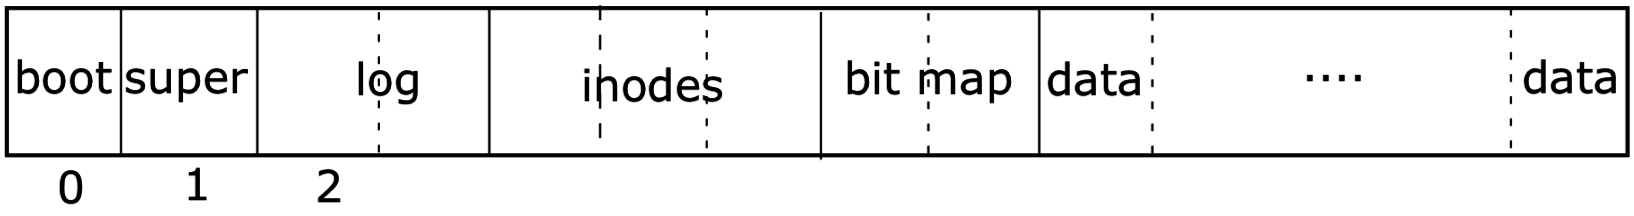 boot super log inodes bit map data .... data
0 1 2